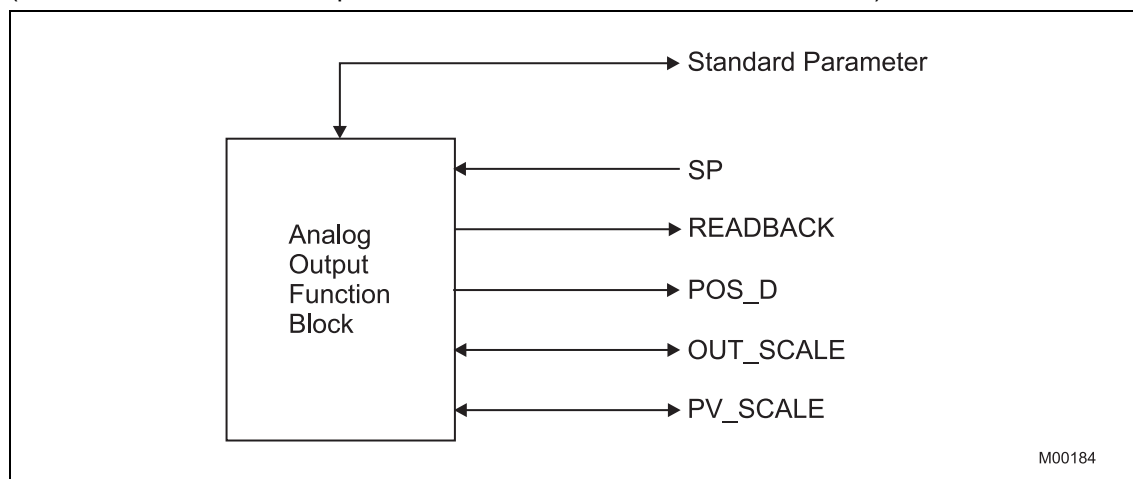 Standard Parameter
SP
Analog
Output
Function
Block
READBACK
POS_D
OUT_SCALE
PV_SCALE
M00184